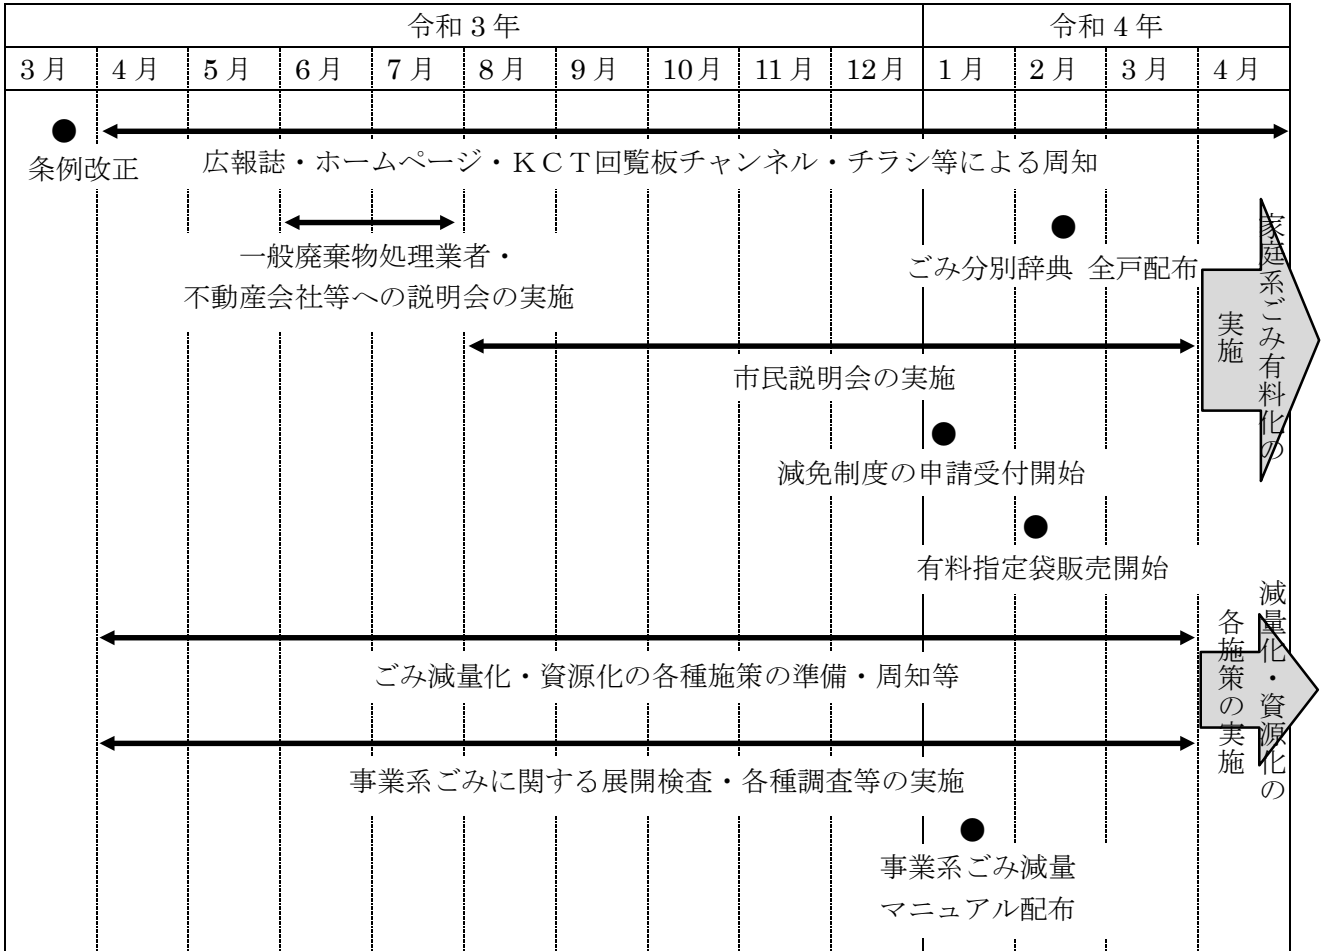 令和３年
令和４年
３月
４月
５月
６月
７月
８月
９月
10月
11月
12月
１月
２月
３月
４月
条例改正
広報誌・ホームページ・ＫＣＴ回覧板チャンネル・チラシ等による周知
一般廃棄物処理業者・
不動産会社等への説明会の実施
ごみ分別辞典 全戸配布
家庭系ごみ有料化の
実施
市民説明会の実施
減免制度の申請受付開始
有料指定袋販売開始
減量化・資源化の
各施策の実施
ごみ減量化・資源化の各種施策の準備・周知等
事業系ごみに関する展開検査・各種調査等の実施
事業系ごみ減量
マニュアル配布